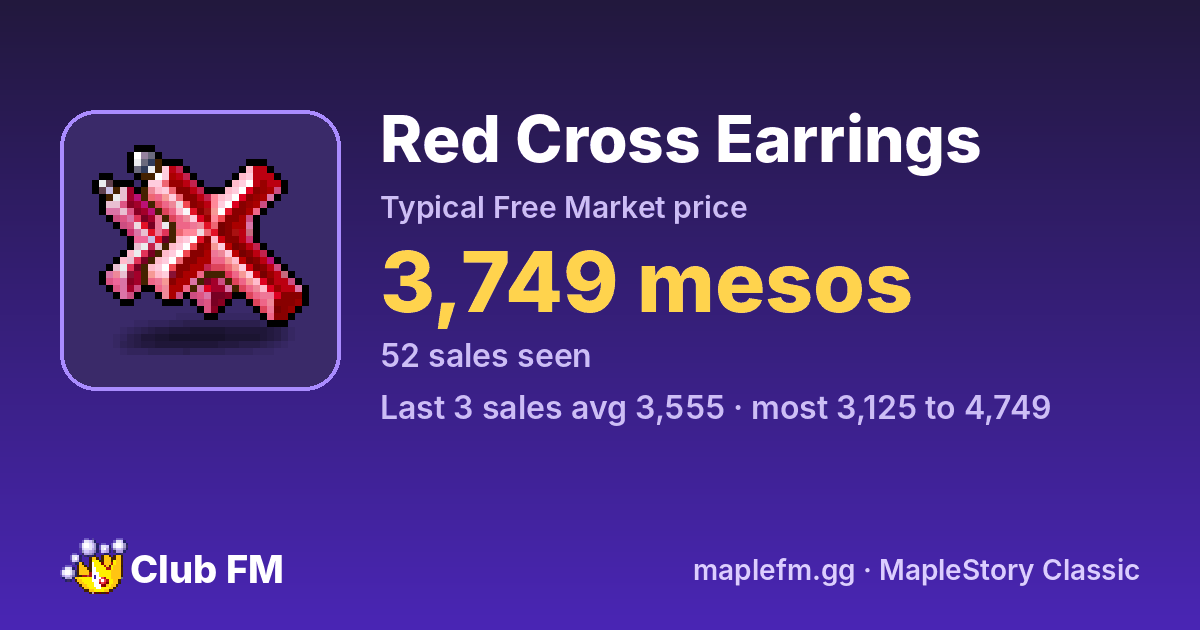 Red Cross Earrings
Typical Free Market price
3,749 mesos
52 sales seen
Last 3 sales avg 3,555 · most 3,125 to 4,749
Club FM
maplefm.gg · MapleStory Classic